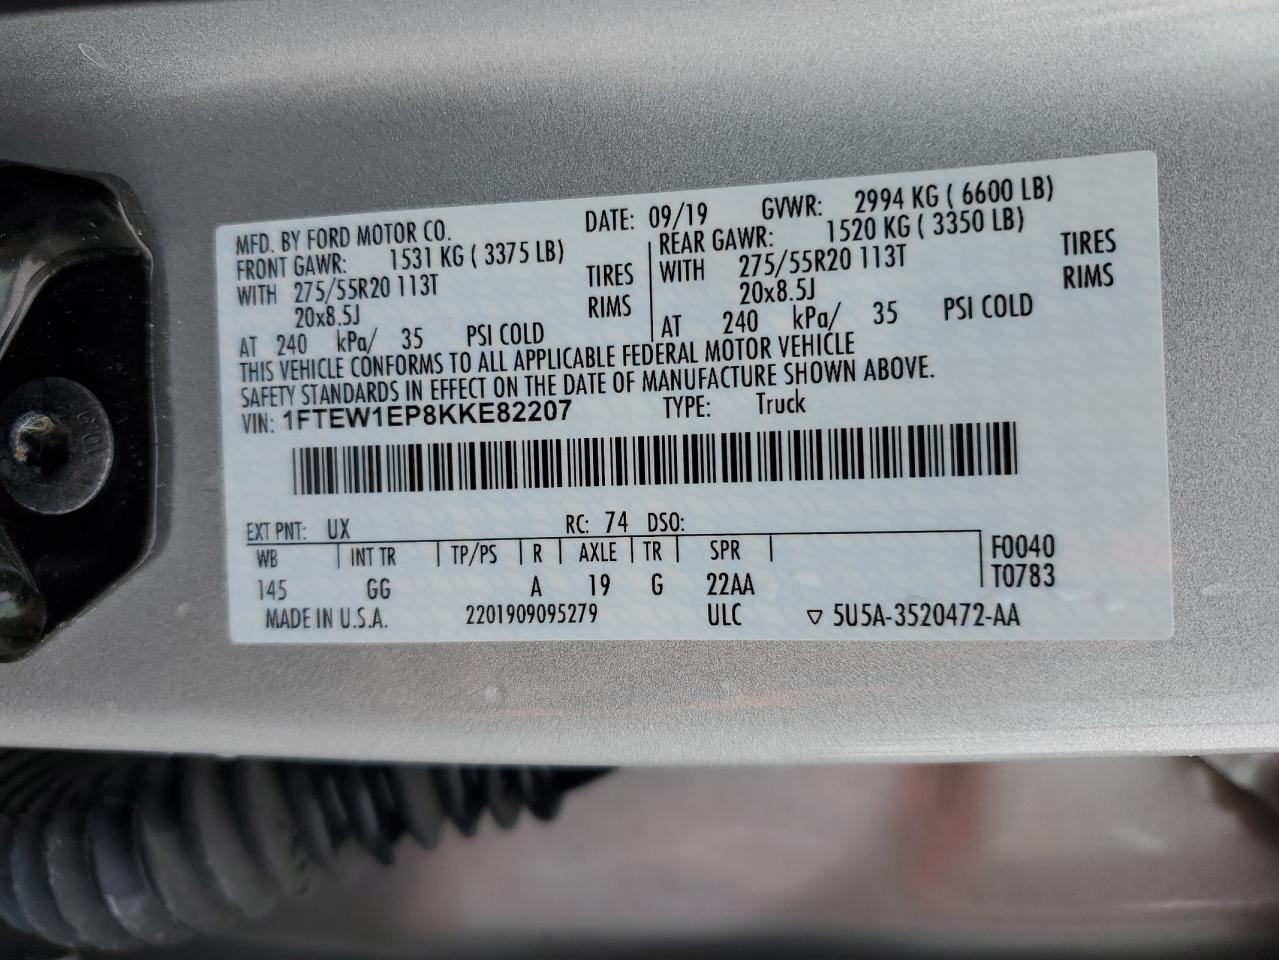 MFD. BY FORD MOTOR CO. DATE: 09/19 GVWR: 2994 KG ( 6600 LB)
FRONT GAWR: 1531 KG ( 3375 LB) REAR GAWR: 1520 KG ( 3350 LB)
WITH 275/55R20 113T TIRES WITH 275/55R20 113T TIRES
20x8.5J RIMS 20x8.5J RIMS
AT 240 kPa/ 35 PSI COLD AT 240 kPa/ 35 PSI COLD
THIS VEHICLE CONFORMS TO ALL APPLICABLE FEDERAL MOTOR VEHICLE
SAFETY STANDARDS IN EFFECT ON THE DATE OF MANUFACTURE SHOWN ABOVE.
VIN: 1FTEW1EP8KKE82207 TYPE: Truck
EXT PNT: UX RC: 74 DSO:
WB INT TR TP/PS R AXLE TR SPR F0040
145 GG A 19 G 22AA T0783
MADE IN U.S.A. 2201909095279 ULC ▽ 5U5A-3520472-AA
10.9